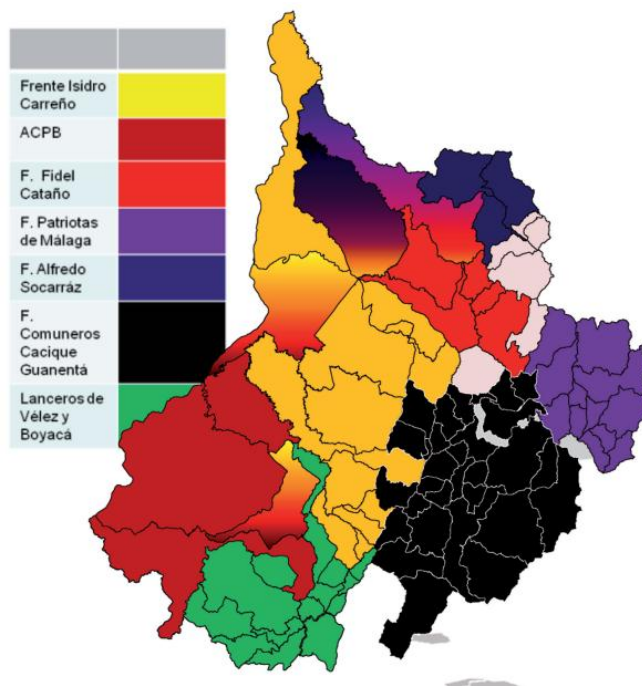 Frente Isidro
Carreño
ACPB
F. Fidel
Cataño
F. Patriotas
de Málaga
F. Alfredo
Socarráz
F.
Comuneros
Cacique
Guanentá
Lanceros de
Vélez y
Boyacá